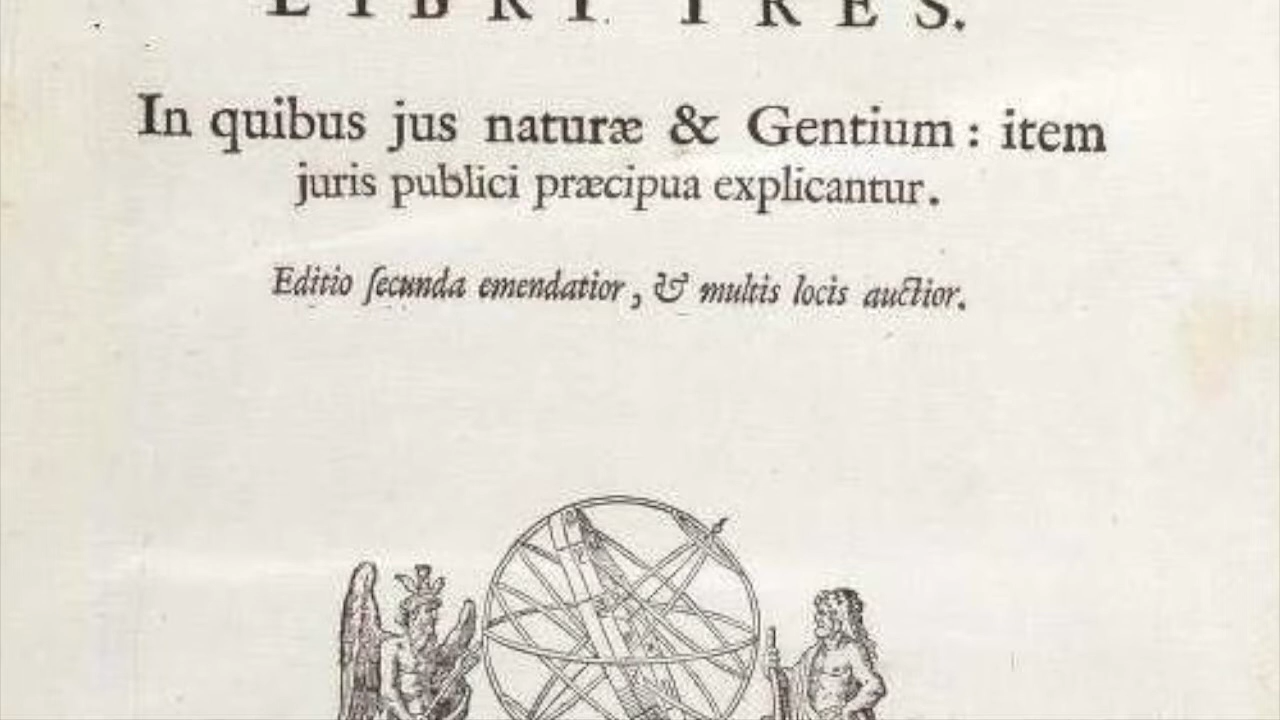 LIBRI TRES.
In quibus jus naturæ & Gentium : item
juris publici præcipua explicantur.
Editio ſecunda emendatior, & multis locis auctior.